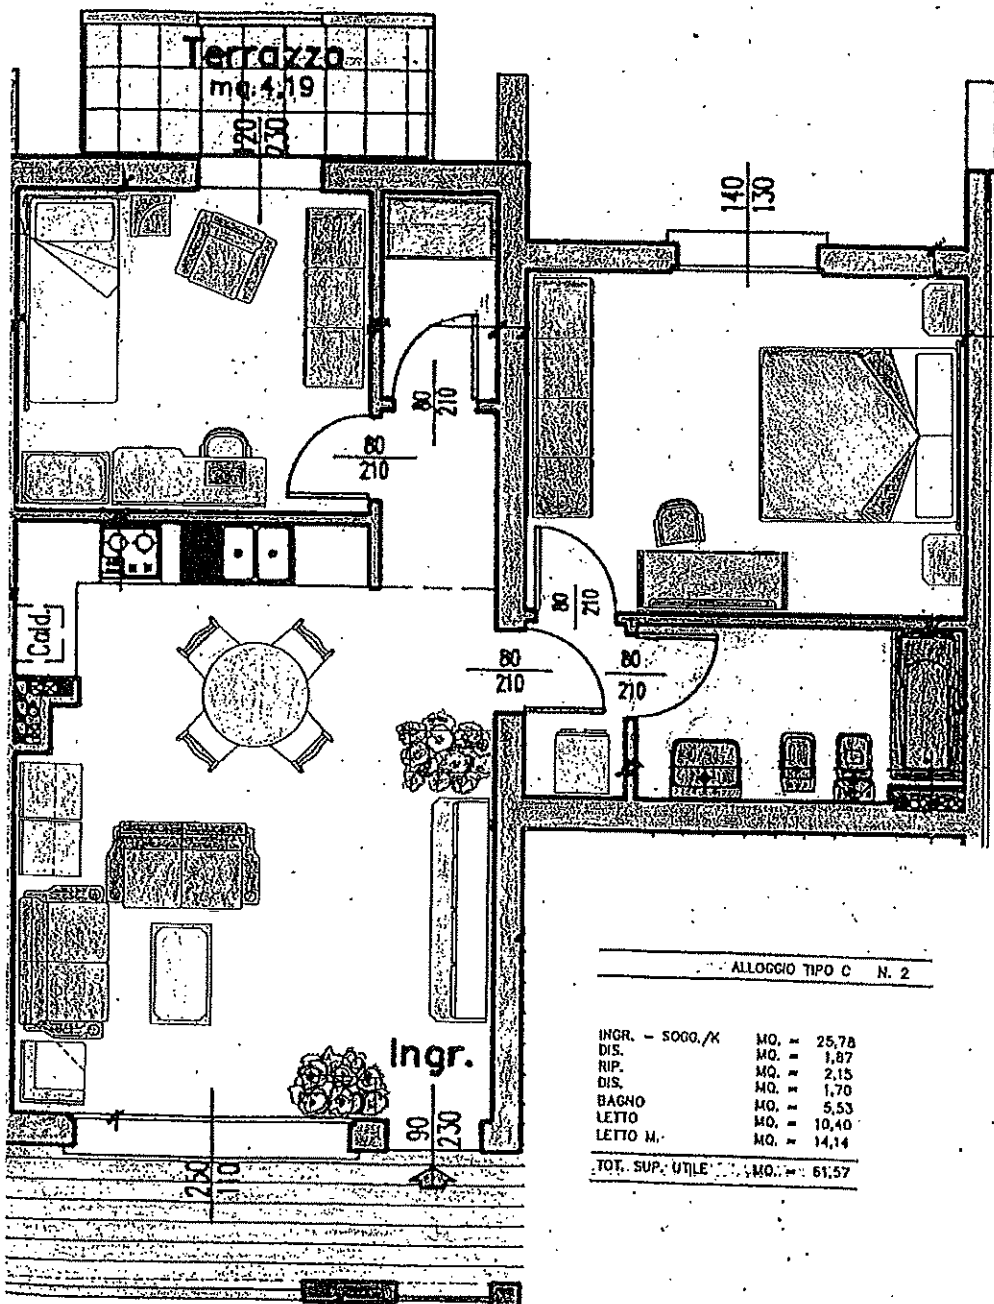 Terrazza
mq.4,19
120
230
140
130
80
210
80
210
80
210
80
210
80
210
Cald.
Ingr.
90
230
250
110
ALLOGGIO TIPO C N. 2
INGR. - SOGG./K MQ. = 25,78
DIS. MQ. = 1,87
RIP. MQ. = 2,15
DIS. MQ. = 1,70
BAGNO MQ. = 5,53
LETTO MQ. = 10,40
LETTO M. MQ. = 14,14
TOT. SUP. UTILE MQ. = 61,57